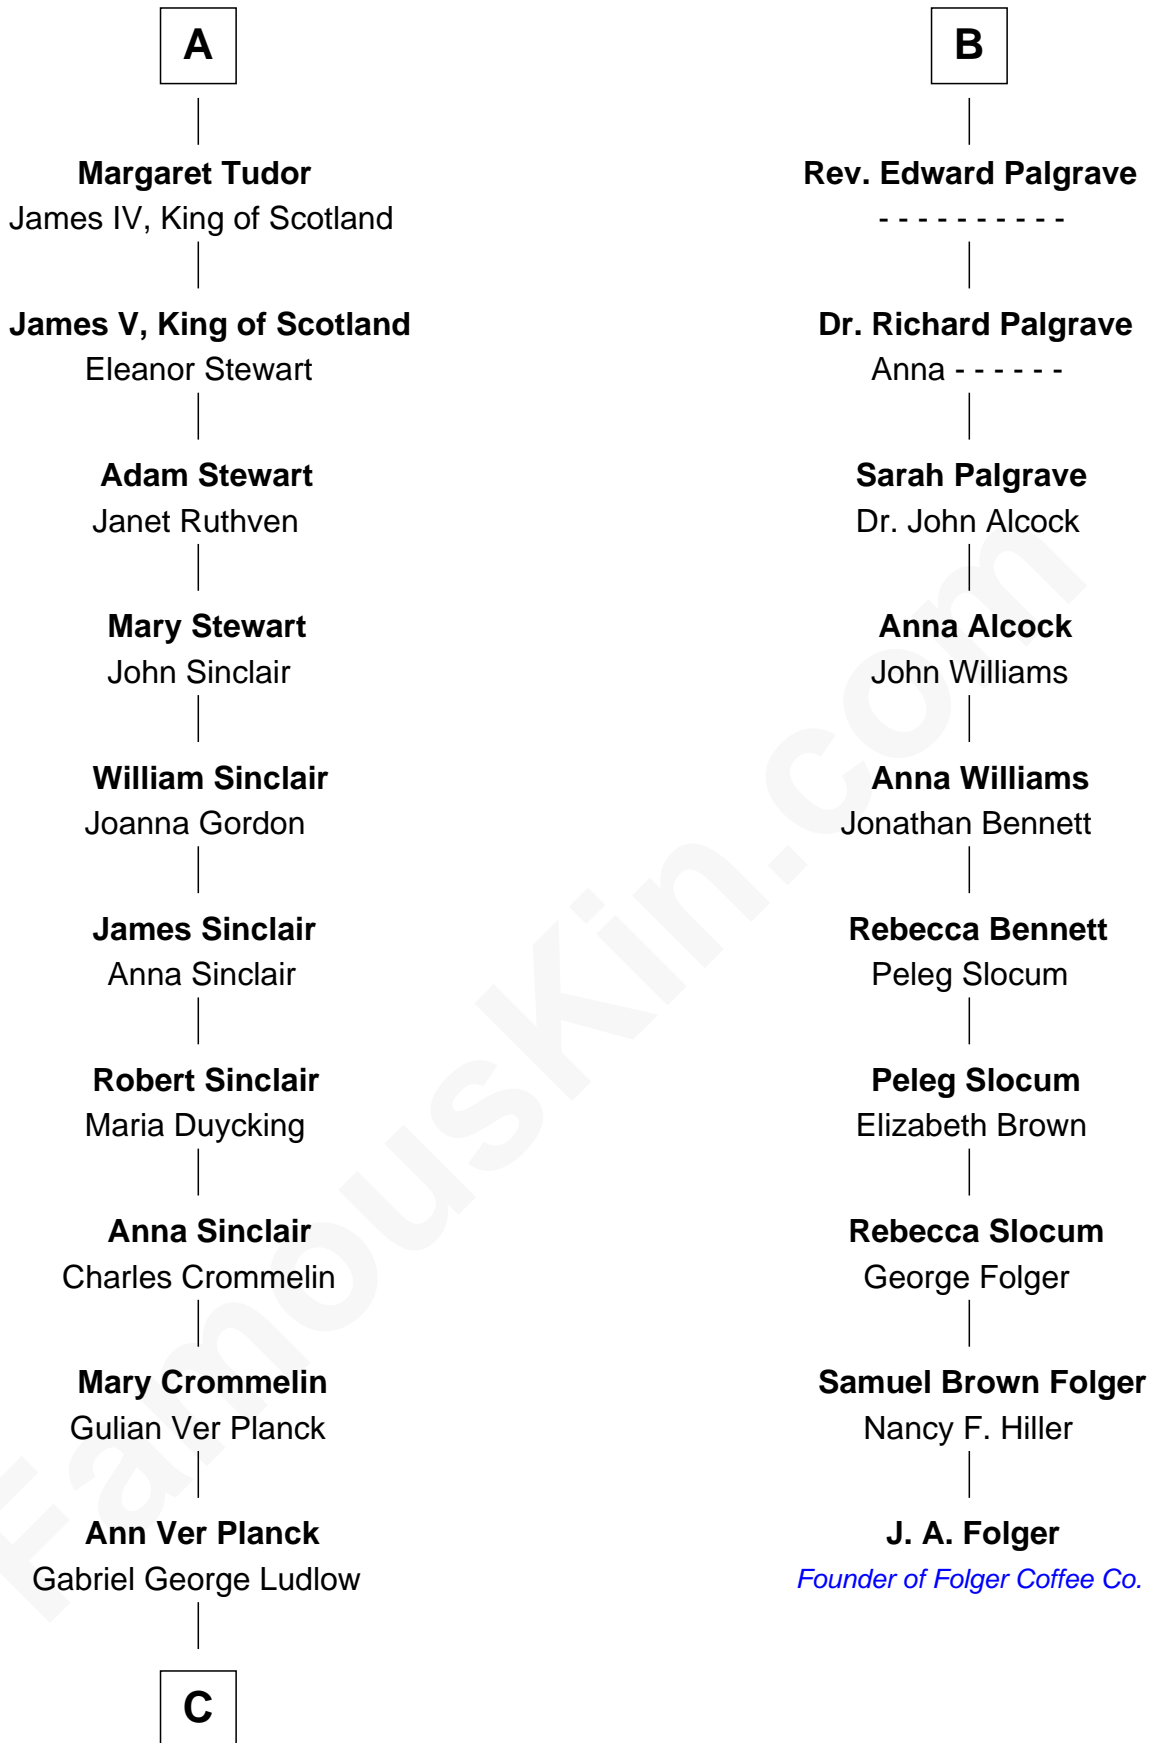 A
Margaret Tudor
James IV, King of Scotland
James V, King of Scotland
Eleanor Stewart
Adam Stewart
Janet Ruthven
Mary Stewart
John Sinclair
William Sinclair
Joanna Gordon
James Sinclair
Anna Sinclair
Robert Sinclair
Maria Duycking
Anna Sinclair
Charles Crommelin
Mary Crommelin
Gulian Ver Planck
Ann Ver Planck
Gabriel George Ludlow
C
B
Rev. Edward Palgrave
- - - - - - - - - -
Dr. Richard Palgrave
Anna - - - - - -
Sarah Palgrave
Dr. John Alcock
Anna Alcock
John Williams
Anna Williams
Jonathan Bennett
Rebecca Bennett
Peleg Slocum
Peleg Slocum
Elizabeth Brown
Rebecca Slocum
George Folger
Samuel Brown Folger
Nancy F. Hiller
J. A. Folger
Founder of Folger Coffee Co.
FamousKin.com